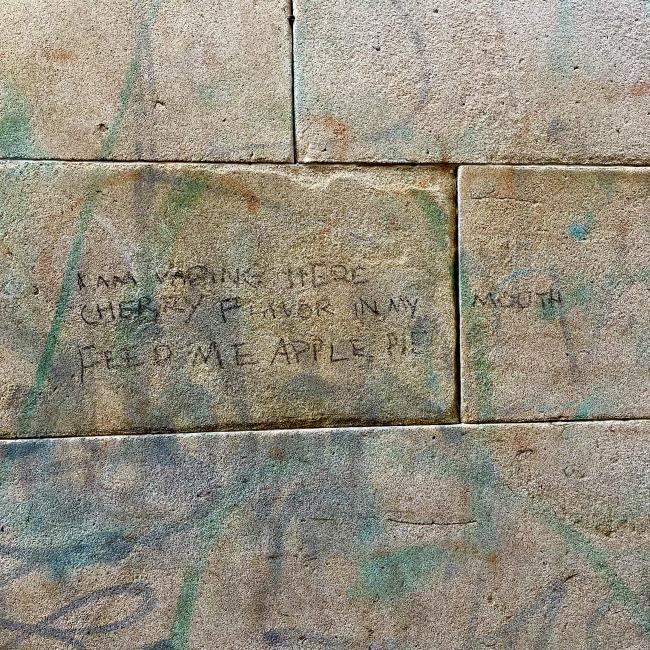 I AM VAPING HERE
CHERRY FLAVOR IN MY MOUTH
FEED ME APPLE PIE